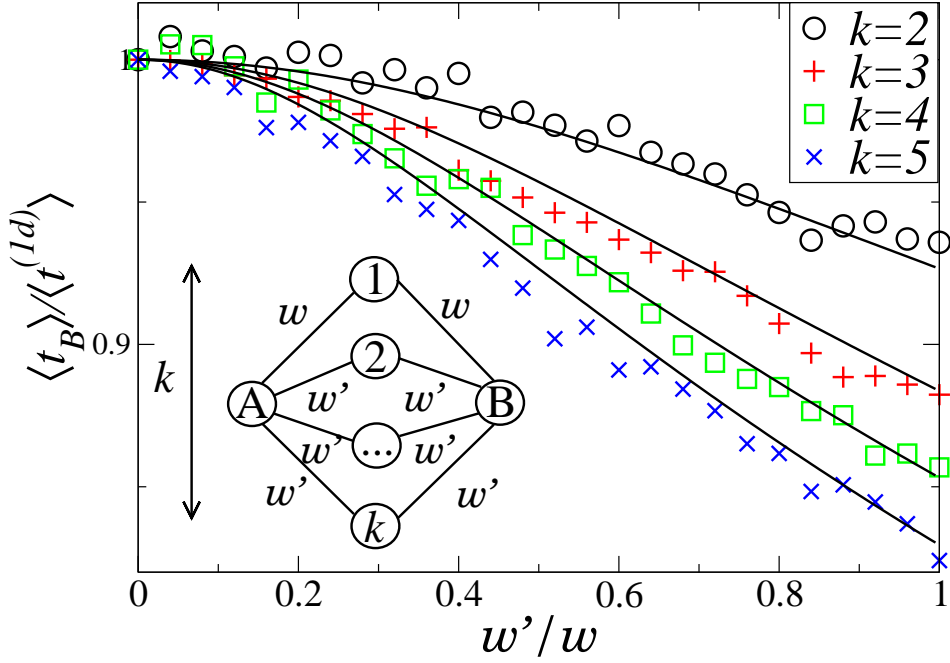 1
0.9
⟨t_B⟩/⟨t^(1d)⟩
k=2
k=3
k=4
k=5
k
1
w w
2
A B
w' w'
...
w' w'
w' w'
k
0 0.2 0.4 0.6 0.8 1
w'/w